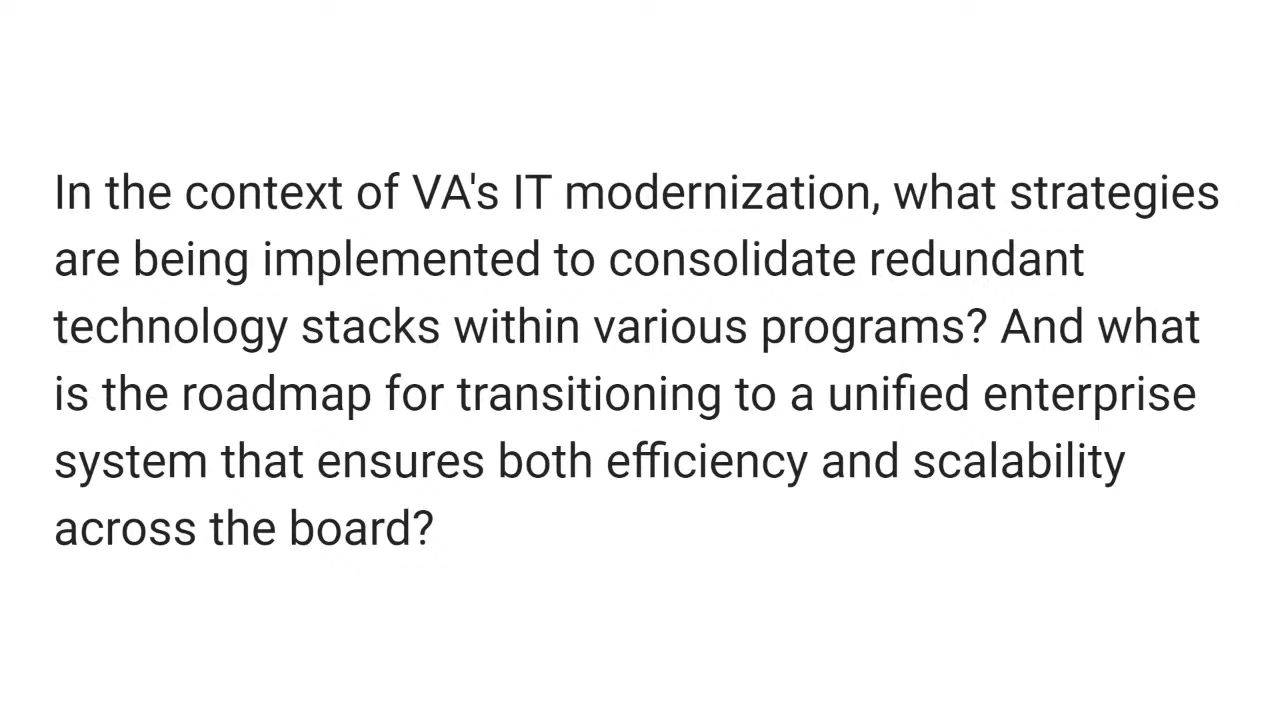 In the context of VA's IT modernization, what strategies
are being implemented to consolidate redundant
technology stacks within various programs? And what
is the roadmap for transitioning to a unified enterprise
system that ensures both efficiency and scalability
across the board?